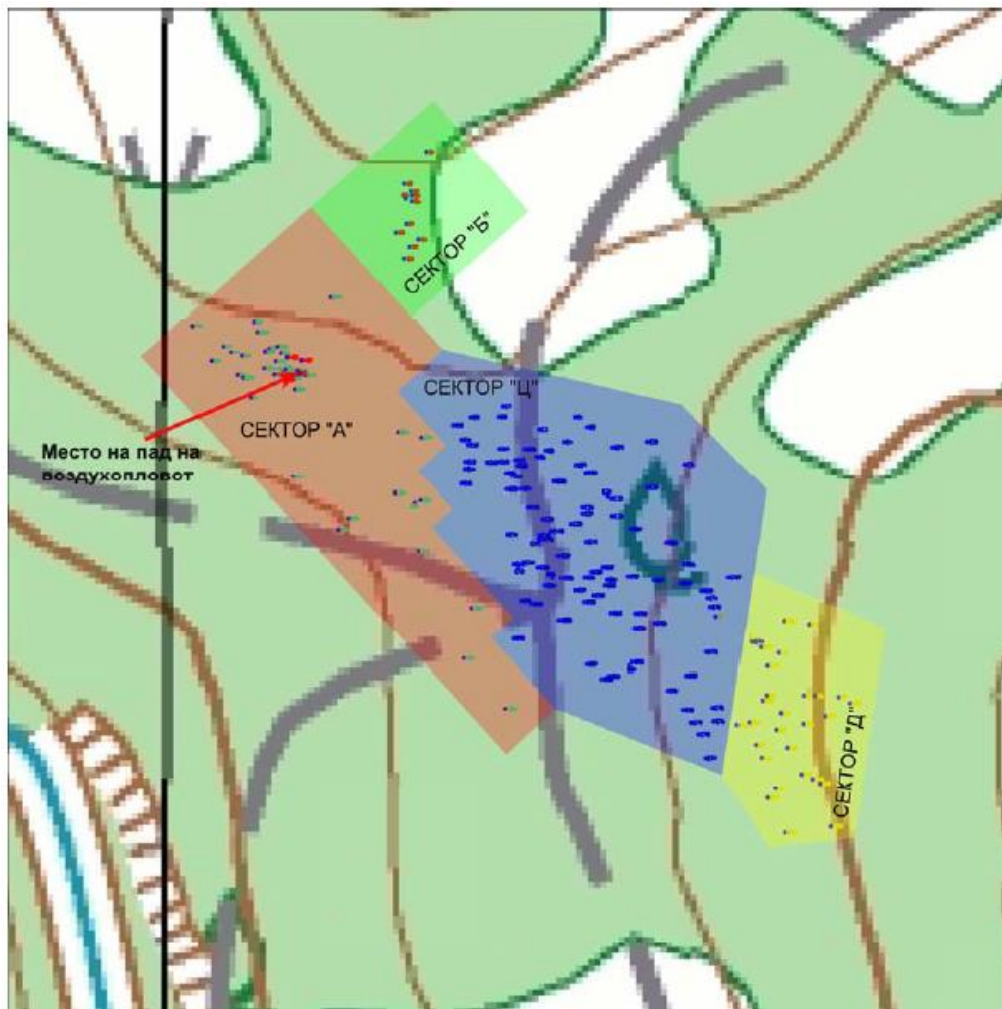 СЕКТОР "Б"
СЕКТОР "Ц"
СЕКТОР "А"
Место на пад на
воздухопловот
СЕКТОР "Д"